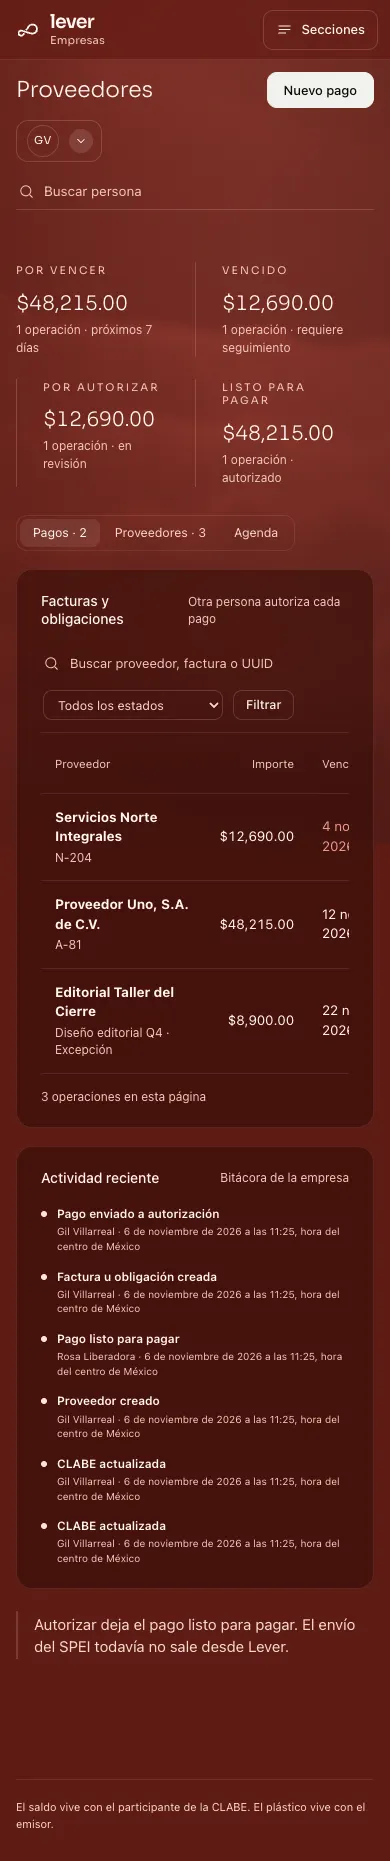 lever
Empresas
Secciones
Proveedores
Nuevo pago
GV
Buscar persona
POR VENCER
$48,215.00
1 operación · próximos 7
días
VENCIDO
$12,690.00
1 operación · requiere
seguimiento
POR AUTORIZAR
$12,690.00
1 operación · en
revisión
LISTO PARA
PAGAR
$48,215.00
1 operación ·
autorizado
Pagos · 2
Proveedores · 3
Agenda
Facturas y
obligaciones
Otra persona autoriza cada
pago
Buscar proveedor, factura o UUID
Todos los estados
Filtrar
Proveedor
Importe
Venc
Servicios Norte
Integrales
N-204
$12,690.00
4 no
2026
Proveedor Uno, S.A.
de C.V.
A-81
$48,215.00
12 n
2026
Editorial Taller del
Cierre
Diseño editorial Q4 ·
Excepción
$8,900.00
22 n
2026
3 operaciones en esta página
Actividad reciente
Bitácora de la empresa
Pago enviado a autorización
Gil Villarreal · 6 de noviembre de 2026 a las 11:25, hora del
centro de México
Factura u obligación creada
Gil Villarreal · 6 de noviembre de 2026 a las 11:25, hora del
centro de México
Pago listo para pagar
Rosa Liberadora · 6 de noviembre de 2026 a las 11:25, hora
del centro de México
Proveedor creado
Gil Villarreal · 6 de noviembre de 2026 a las 11:25, hora del
centro de México
CLABE actualizada
Gil Villarreal · 6 de noviembre de 2026 a las 11:25, hora del
centro de México
CLABE actualizada
Gil Villarreal · 6 de noviembre de 2026 a las 11:25, hora del
centro de México
Autorizar deja el pago listo para pagar. El envío
del SPEI todavía no sale desde Lever.
El saldo vive con el participante de la CLABE. El plástico vive con el
emisor.